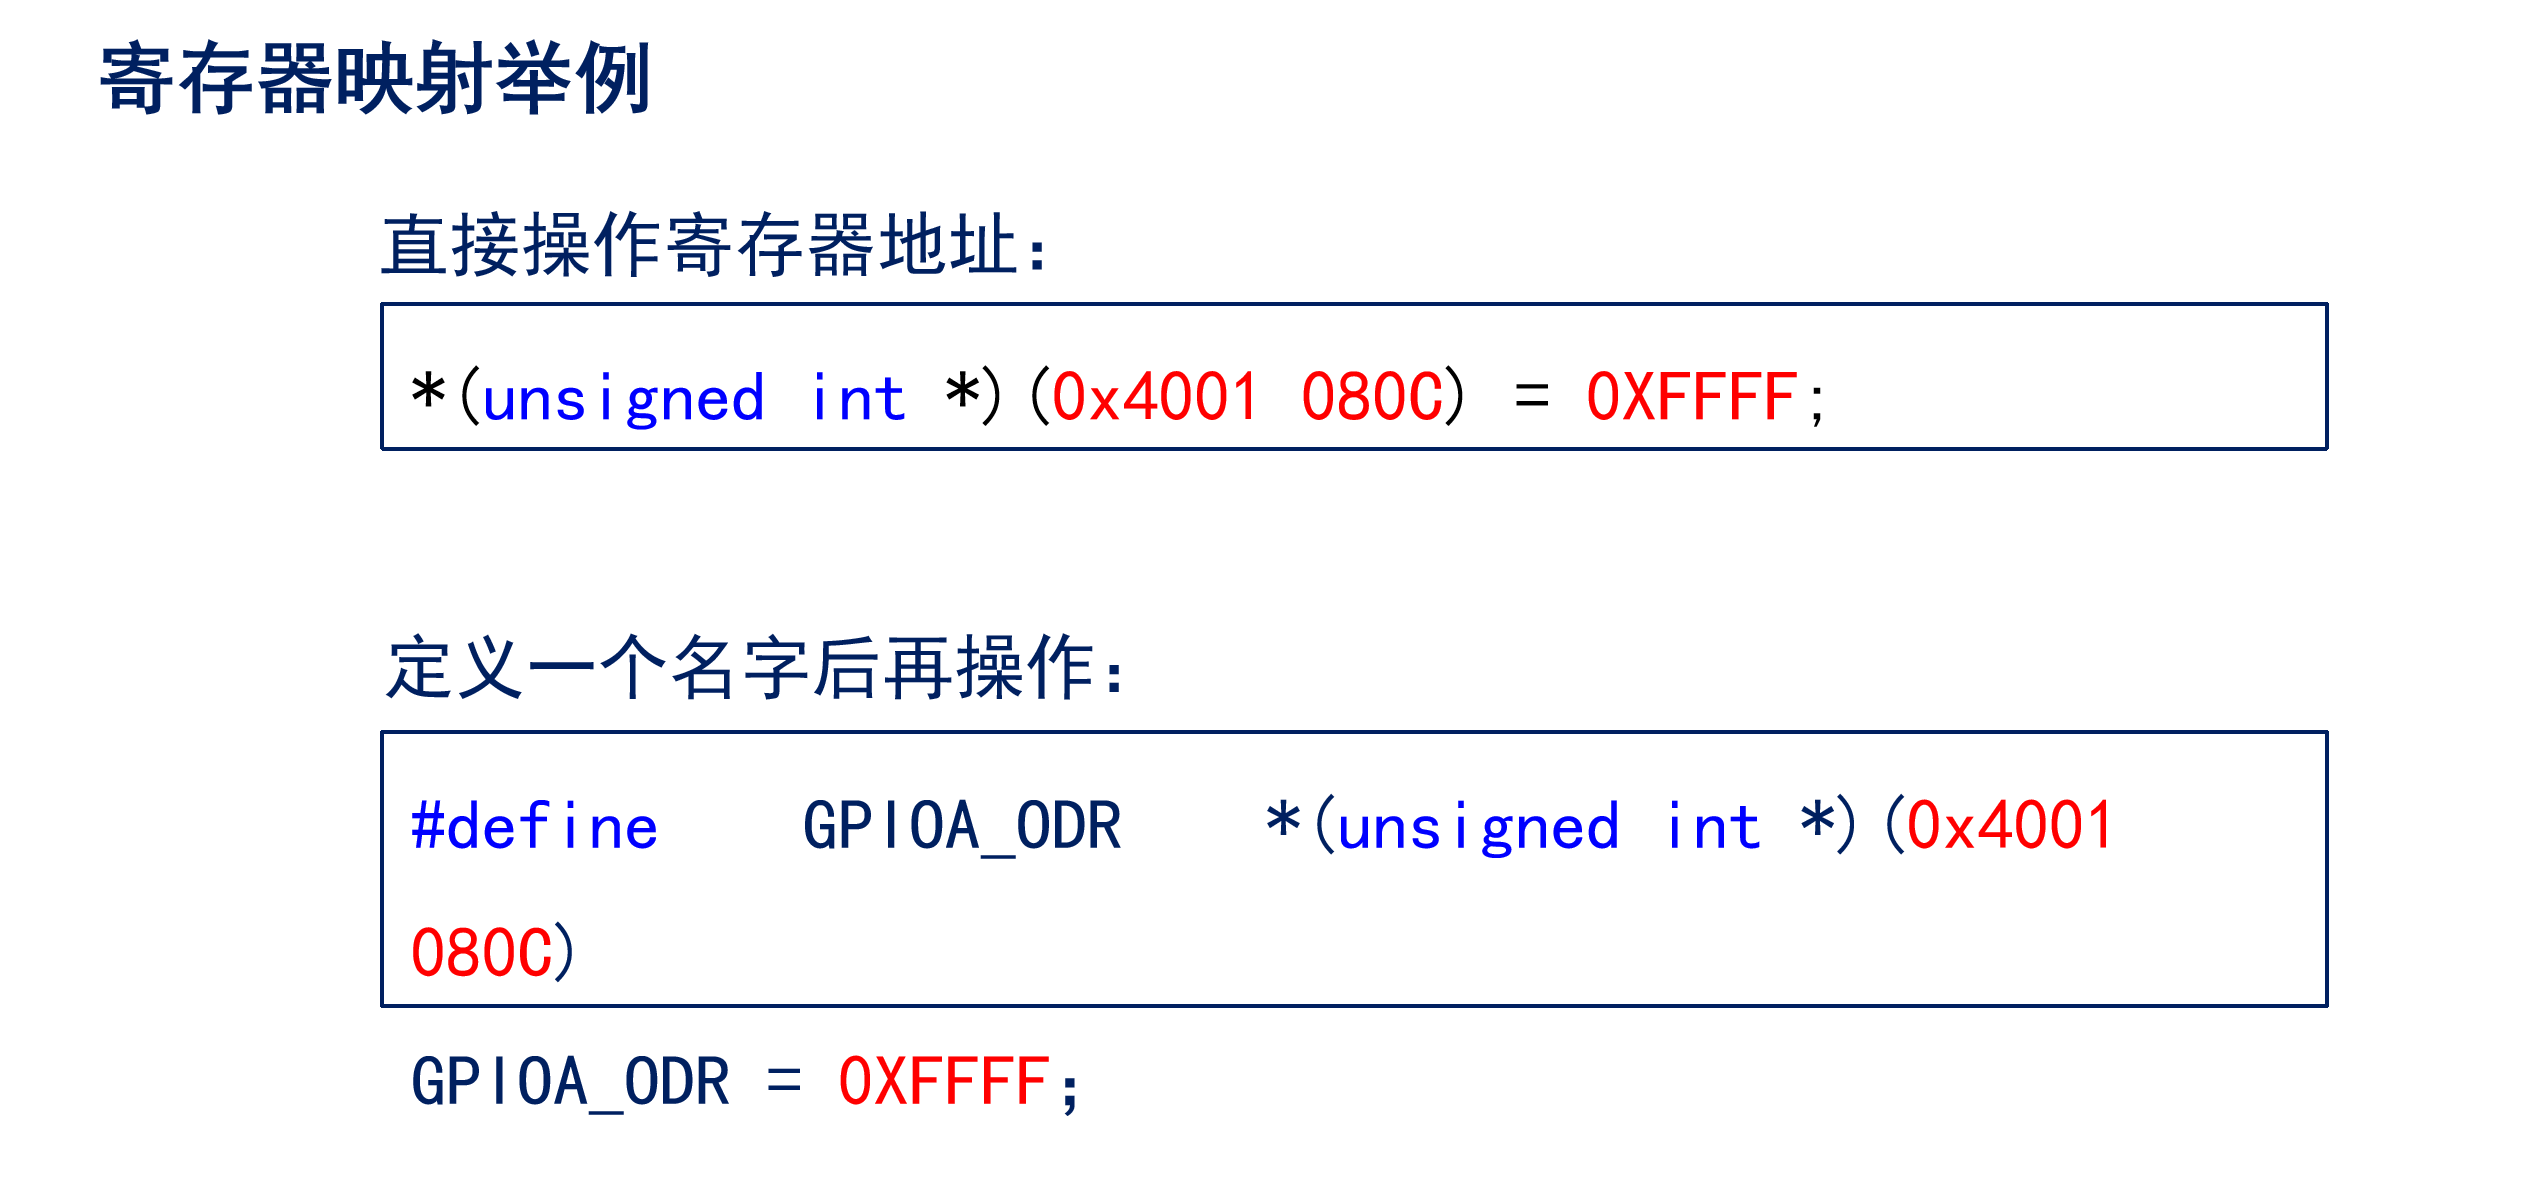 寄存器映射举例
直接操作寄存器地址：
*(unsigned int *)(0x4001 080C) = 0XFFFF;
定义一个名字后再操作：
#define    GPIOA_ODR    *(unsigned int *)(0x4001
080C)
GPIOA_ODR = 0XFFFF;